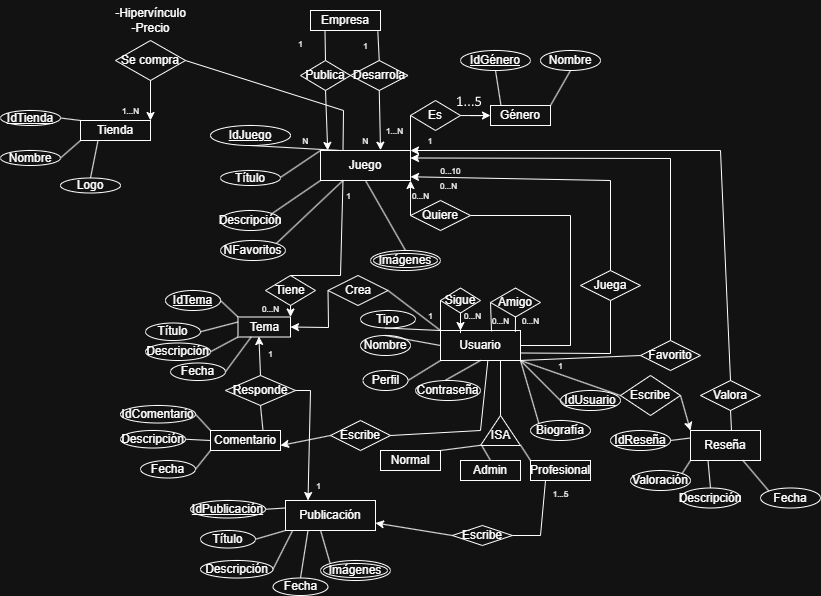 -Hipervínculo
-Precio
Empresa
Se compra
1
1
Publica
Desarrolla
IdGénero
Nombre
1...N
1...5
Es
Género
IdTienda
Tienda
N
N
1...N
1
IdJuego
Nombre
Juego
Logo
Título
0...10
0...N
1
0...N
Descripción
Quiere
NFavoritos
Imágenes
Tiene
Crea
Sigue
Amigo
Juega
IdTema
0...N
1
0...N
0...N
0...N
Tipo
Tema
Título
Nombre
Usuario
Descripción
1
Favorito
1
Fecha
Perfil
Contraseña
Responde
IdUsuario
Escribe
Valora
IdComentario
Biografía
Descripción
Comentario
Escribe
ISA
IdReseña
Reseña
Fecha
Normal
Admin
Profesional
Valoración
1
1...5
Descripción
Fecha
IdPublicación
Publicación
Título
Escribe
Descripción
Imágenes
Fecha